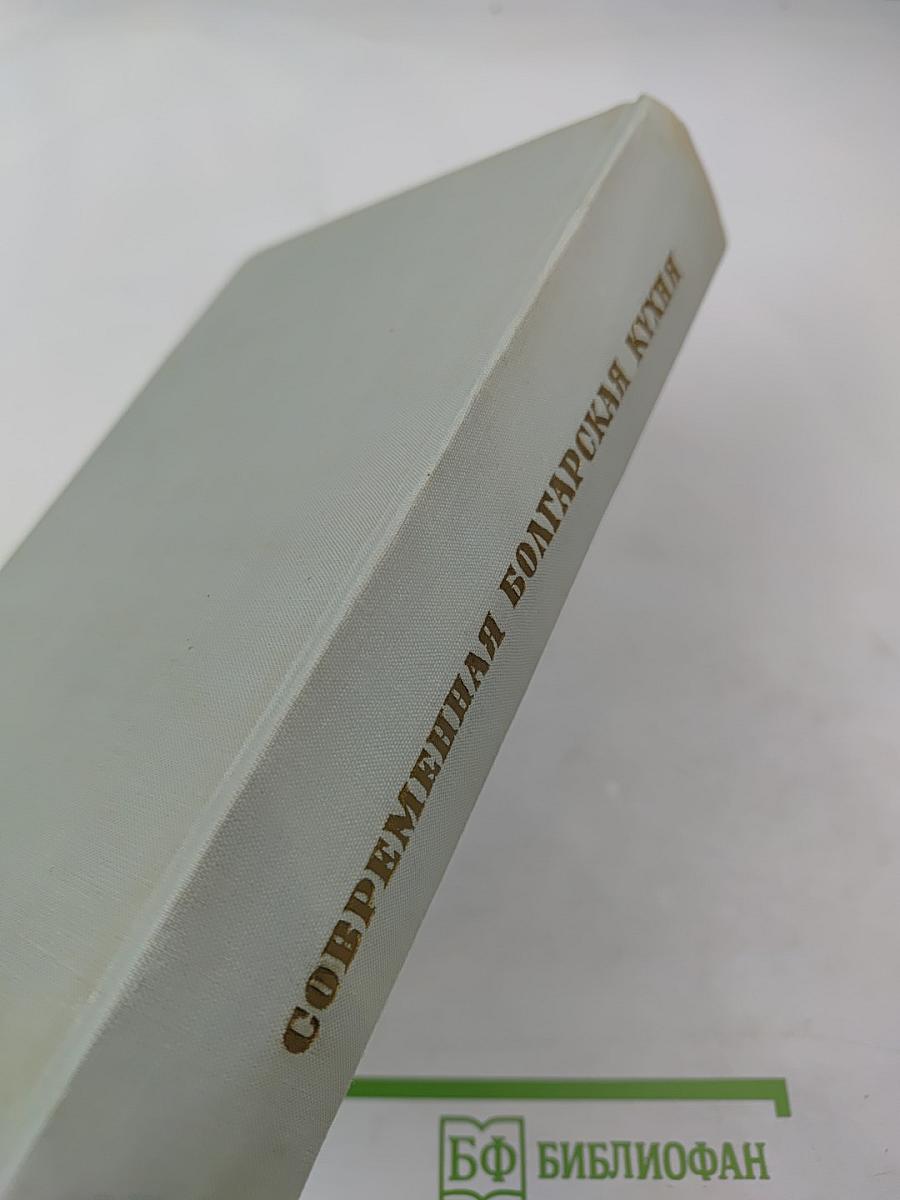 СОВРЕМЕННАЯ БОЛГАРСКАЯ КУХНЯ
БФ БИБЛИОФАН